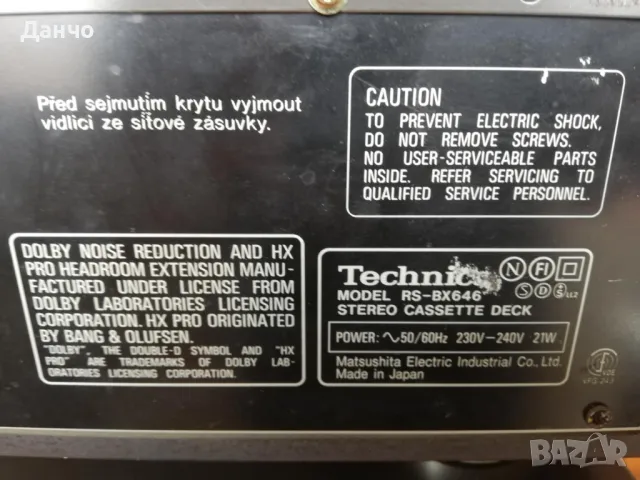 Данчо
Před sejmutím krytu vyjmout
vidlici ze síťové zásuvky.
CAUTION
TO PREVENT ELECTRIC SHOCK,
DO NOT REMOVE SCREWS.
NO USER-SERVICEABLE PARTS
INSIDE. REFER SERVICING TO
QUALIFIED SERVICE PERSONNEL.
DOLBY NOISE REDUCTION AND HX
PRO HEADROOM EXTENSION MANU-
FACTURED UNDER LICENSE FROM
DOLBY LABORATORIES LICENSING
CORPORATION. HX PRO ORIGINATED
BY BANG & OLUFSEN.
"DOLBY", THE DOUBLE-D SYMBOL AND "HX
PRO" ARE TRADEMARKS OF DOLBY LAB-
ORATORIES LICENSING CORPORATION.
Technics N FI
MODEL RS-BX646 S D S
STEREO CASSETTE DECK
POWER: ∿50/60Hz 230V-240V 21W
Matsushita Electric Industrial Co., Ltd.
Made in Japan
BAZAR